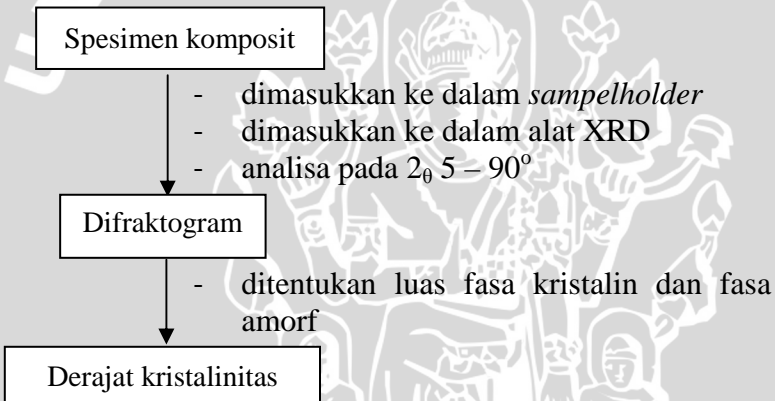 Spesimen komposit
- dimasukkan ke dalam sampelholder
- dimasukkan ke dalam alat XRD
- analisa pada 2θ 5 – 90o
Difraktogram
- ditentukan luas fasa kristalin dan fasa
amorf
Derajat kristalinitas